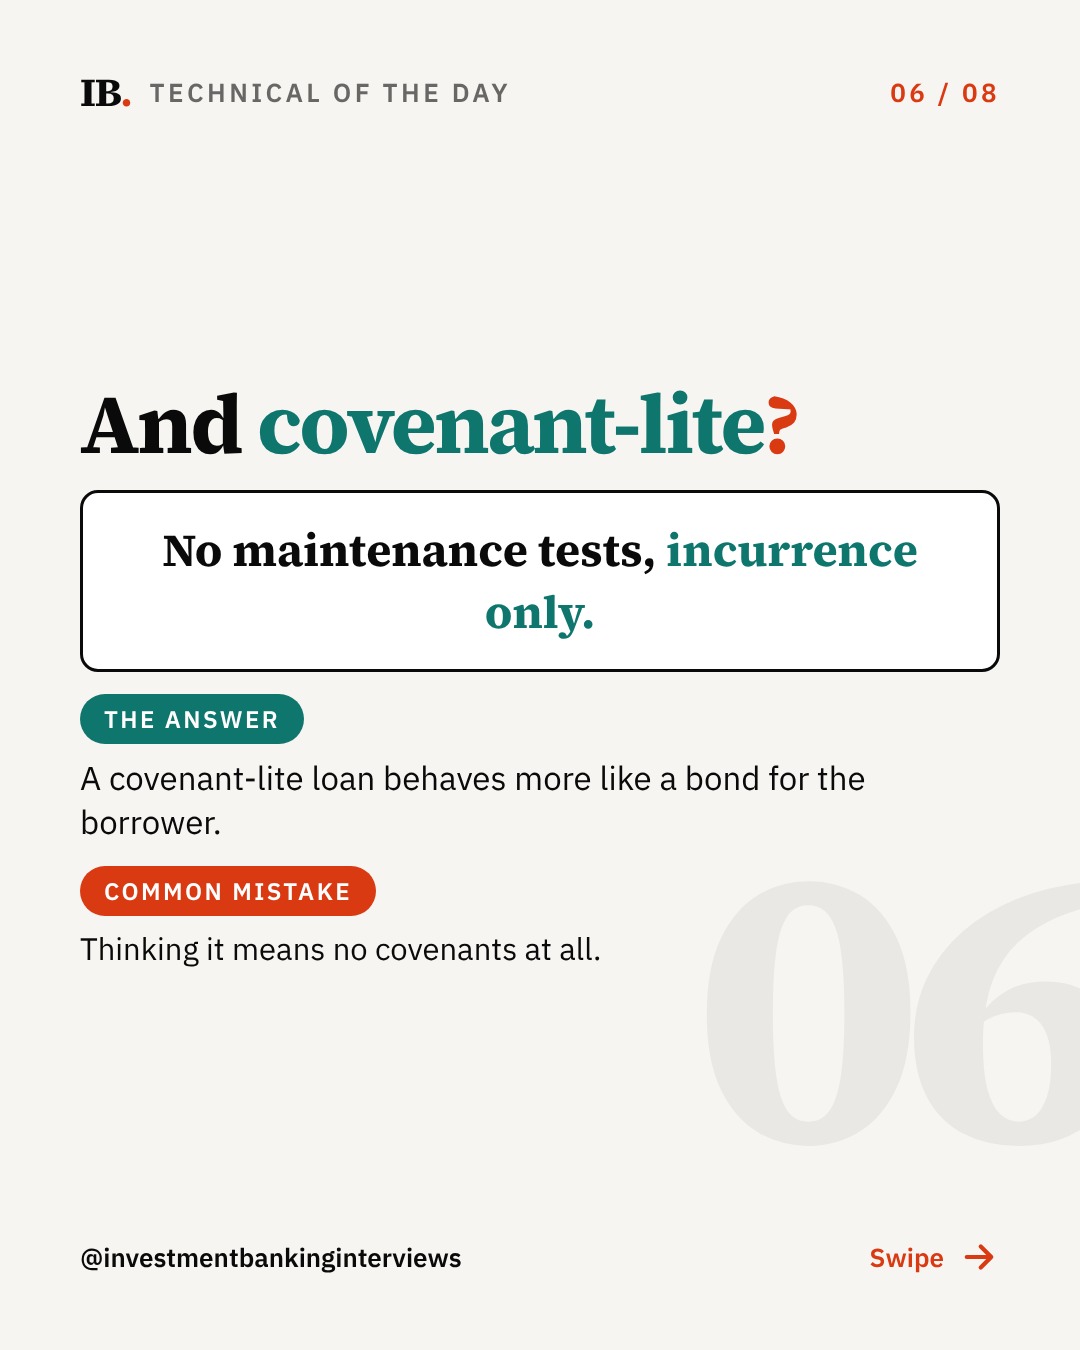 IB. TECHNICAL OF THE DAY
06 / 08
And covenant-lite?
No maintenance tests, incurrence
only.
THE ANSWER
A covenant-lite loan behaves more like a bond for the
borrower.
COMMON MISTAKE
Thinking it means no covenants at all.
06
@investmentbankinginterviews
Swipe →